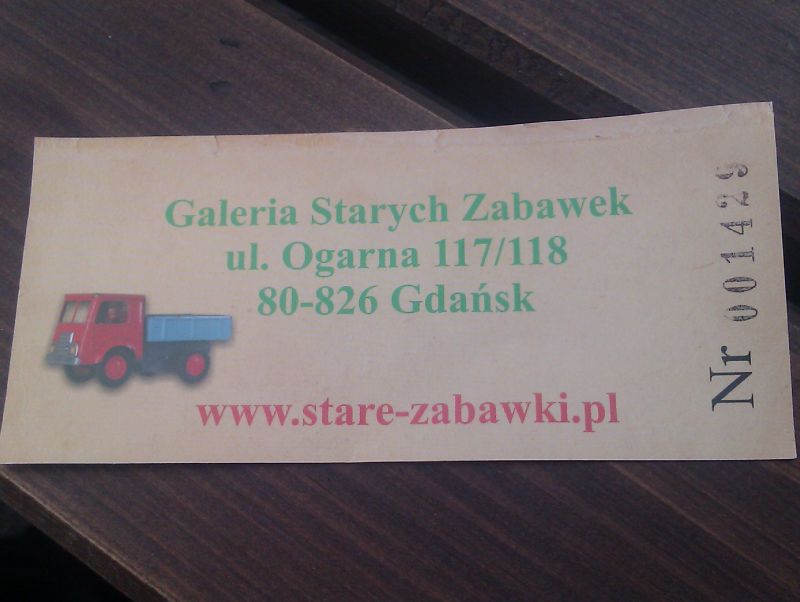 Galeria Starych Zabawek
ul. Ogarna 117/118
80-826 Gdańsk
www.stare-zabawki.pl
Nr 001429